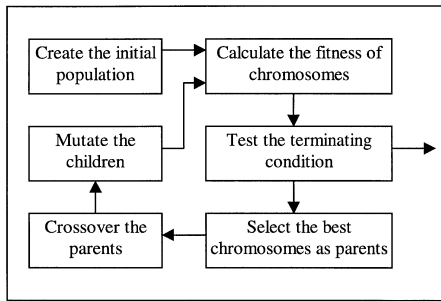 Create the initial
population
Calculate the fitness of
chromosomes
Mutate the
children
Test the terminating
condition
Crossover the
parents
Select the best
chromosomes as parents